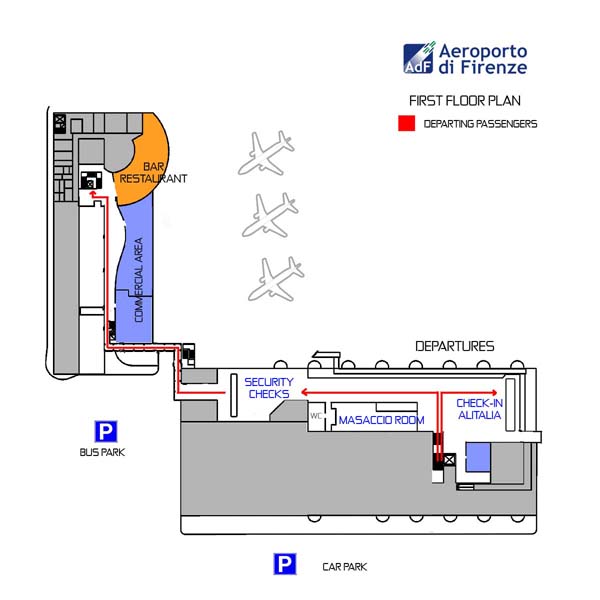 AdF
Aeroporto
di Firenze
FIRST FLOOR PLAN
DEPARTING PASSENGERS
BAR
RESTAURANT
COMMERCIAL AREA
DEPARTURES
SECURITY
CHECKS
CHECK-IN
ALITALIA
WC
MASACCIO ROOM
P
BUS PARK
P
CAR PARK